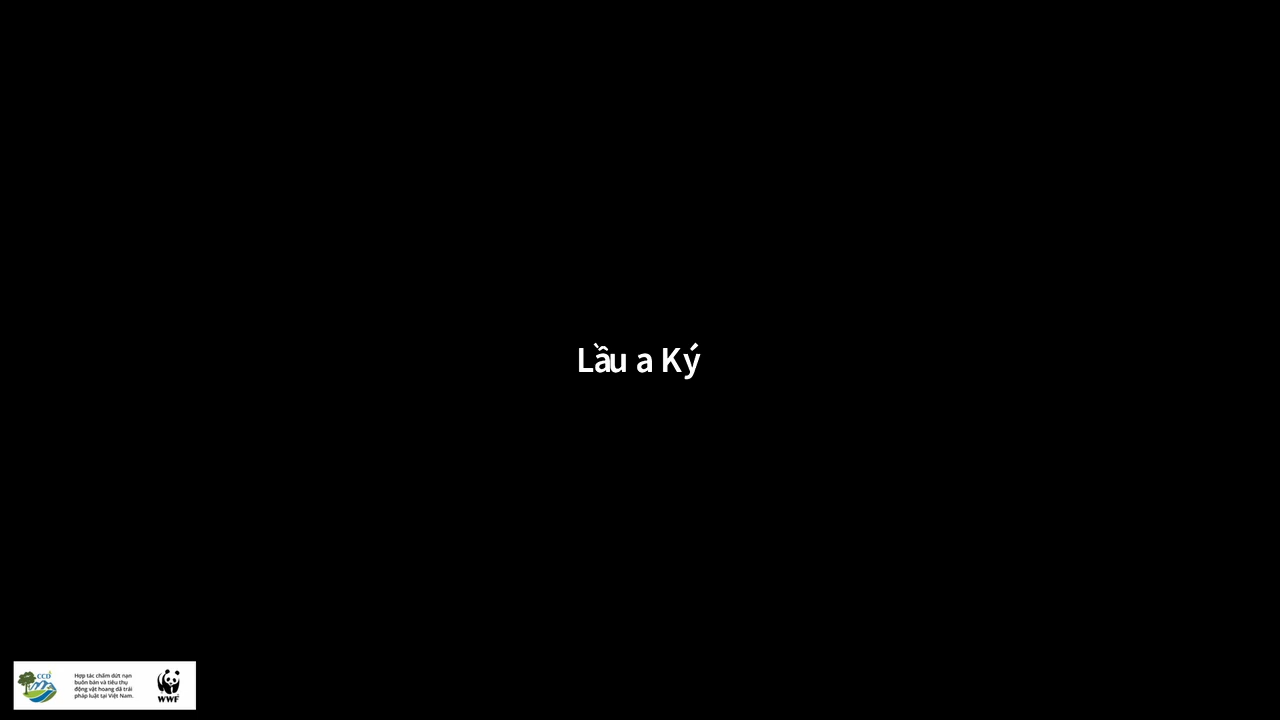 Lầu a Ký
CCD
Hợp tác chấm dứt nạn
buôn bán và tiêu thụ
động vật hoang dã trái
pháp luật tại Việt Nam.
WWF